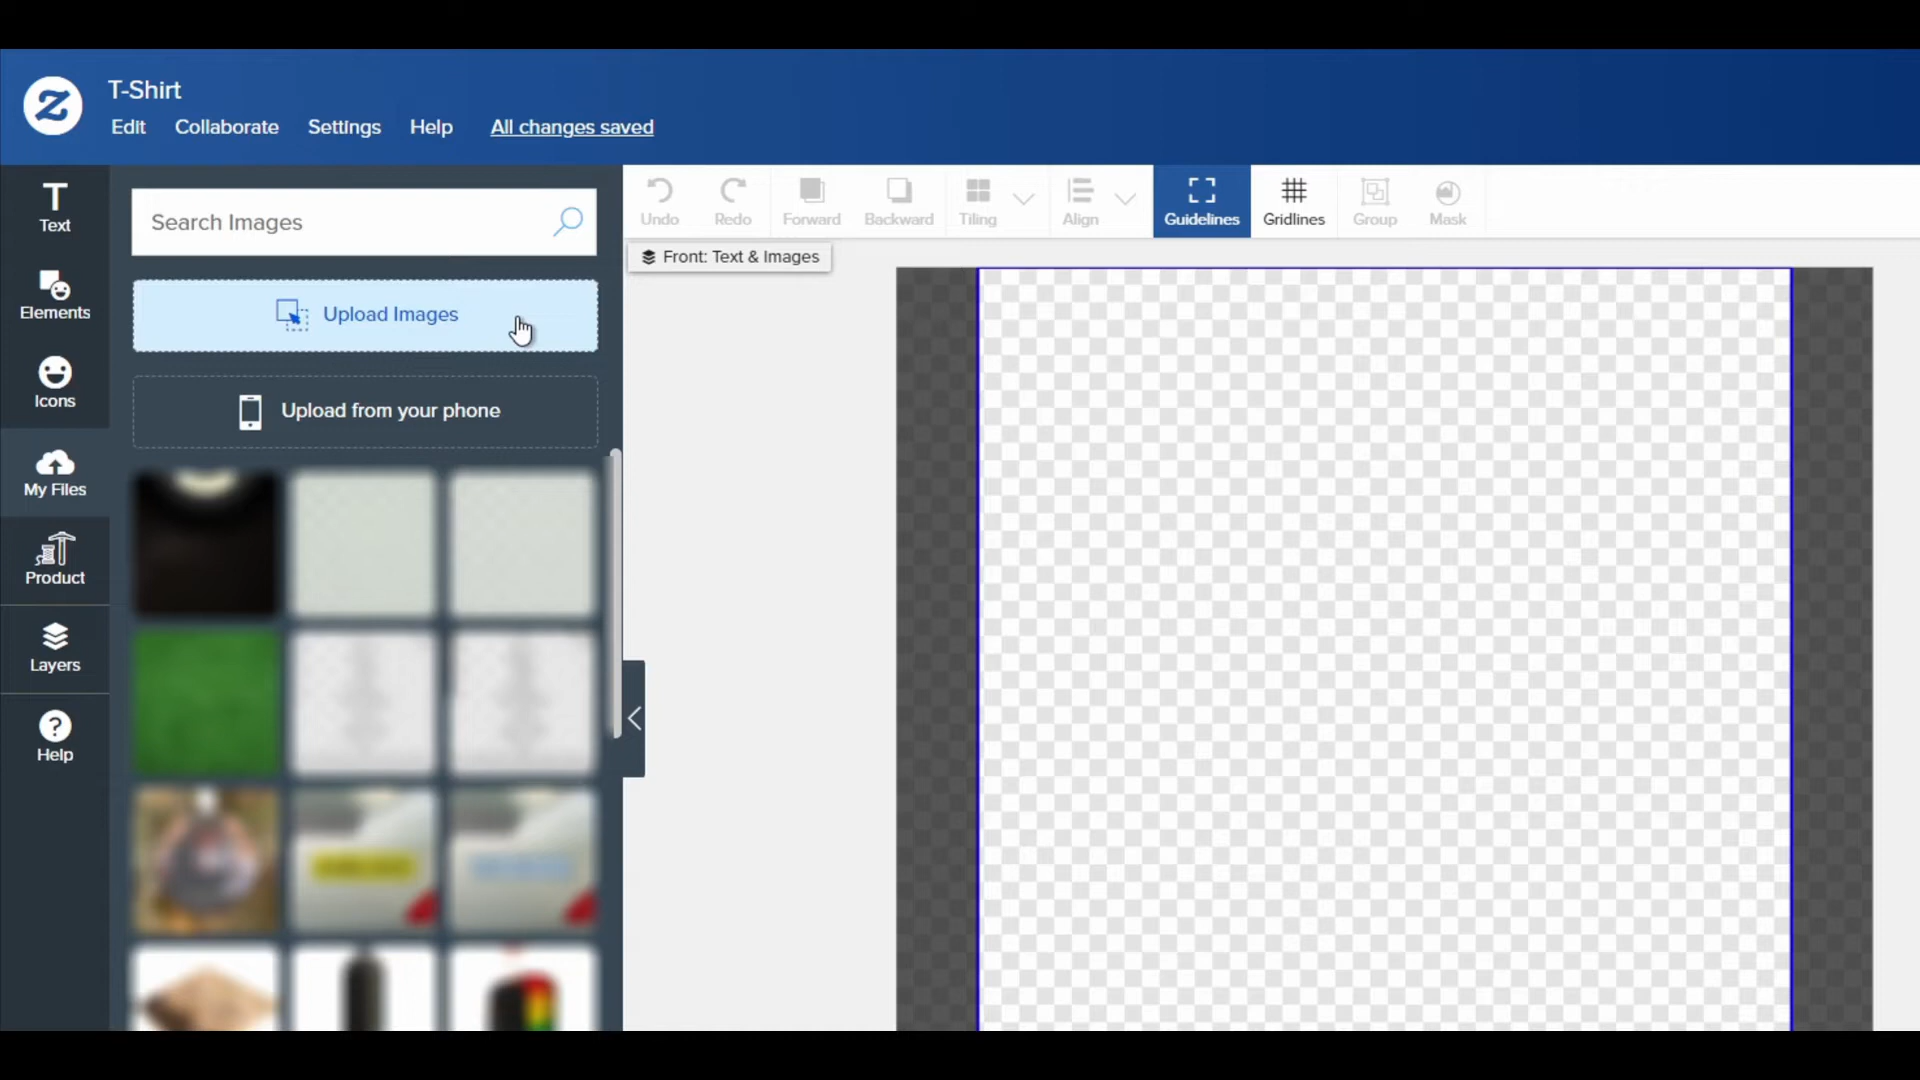 T-Shirt
Edit Collaborate Settings Help All changes saved
Text
Elements
Icons
My Files
Product
Layers
Help
Search Images
Upload Images
Upload from your phone
Undo Redo Forward Backward Tiling Align Guidelines Gridlines Group Mask
Front: Text & Images